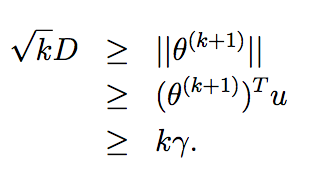 √kD ≥ ||θ^(k+1)||
≥ (θ^(k+1))^T u
≥ kγ.